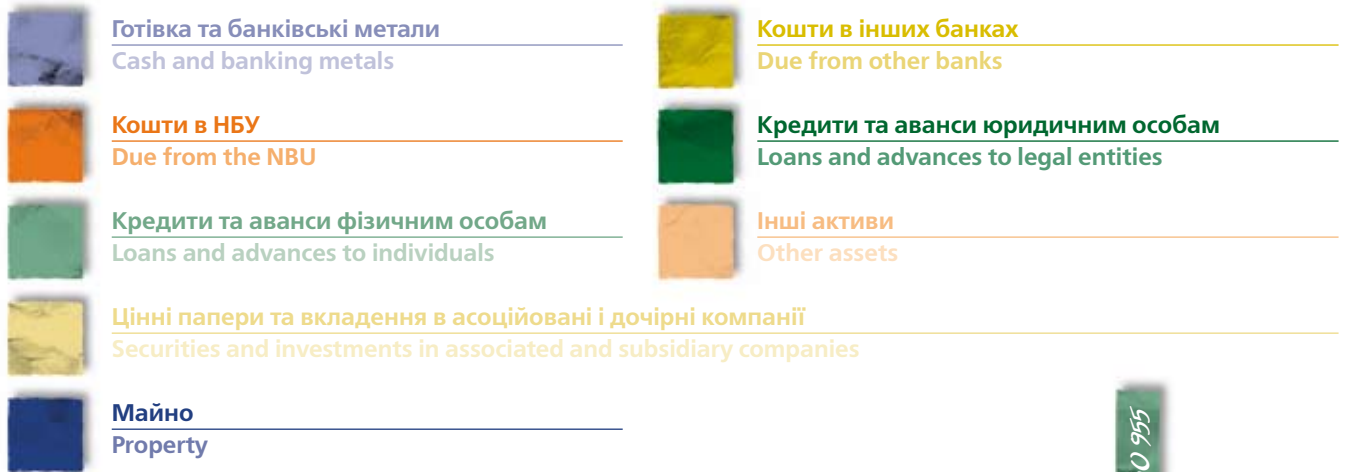 Готівка та банківські метали
Cash and banking metals
Кошти в інших банках
Due from other banks
Кошти в НБУ
Due from the NBU
Кредити та аванси юридичним особам
Loans and advances to legal entities
Кредити та аванси фізичним особам
Loans and advances to individuals
Інші активи
Other assets
Цінні папери та вкладення в асоційовані і дочірні компанії
Securities and investments in associated and subsidiary companies
Майно
Property
0 955